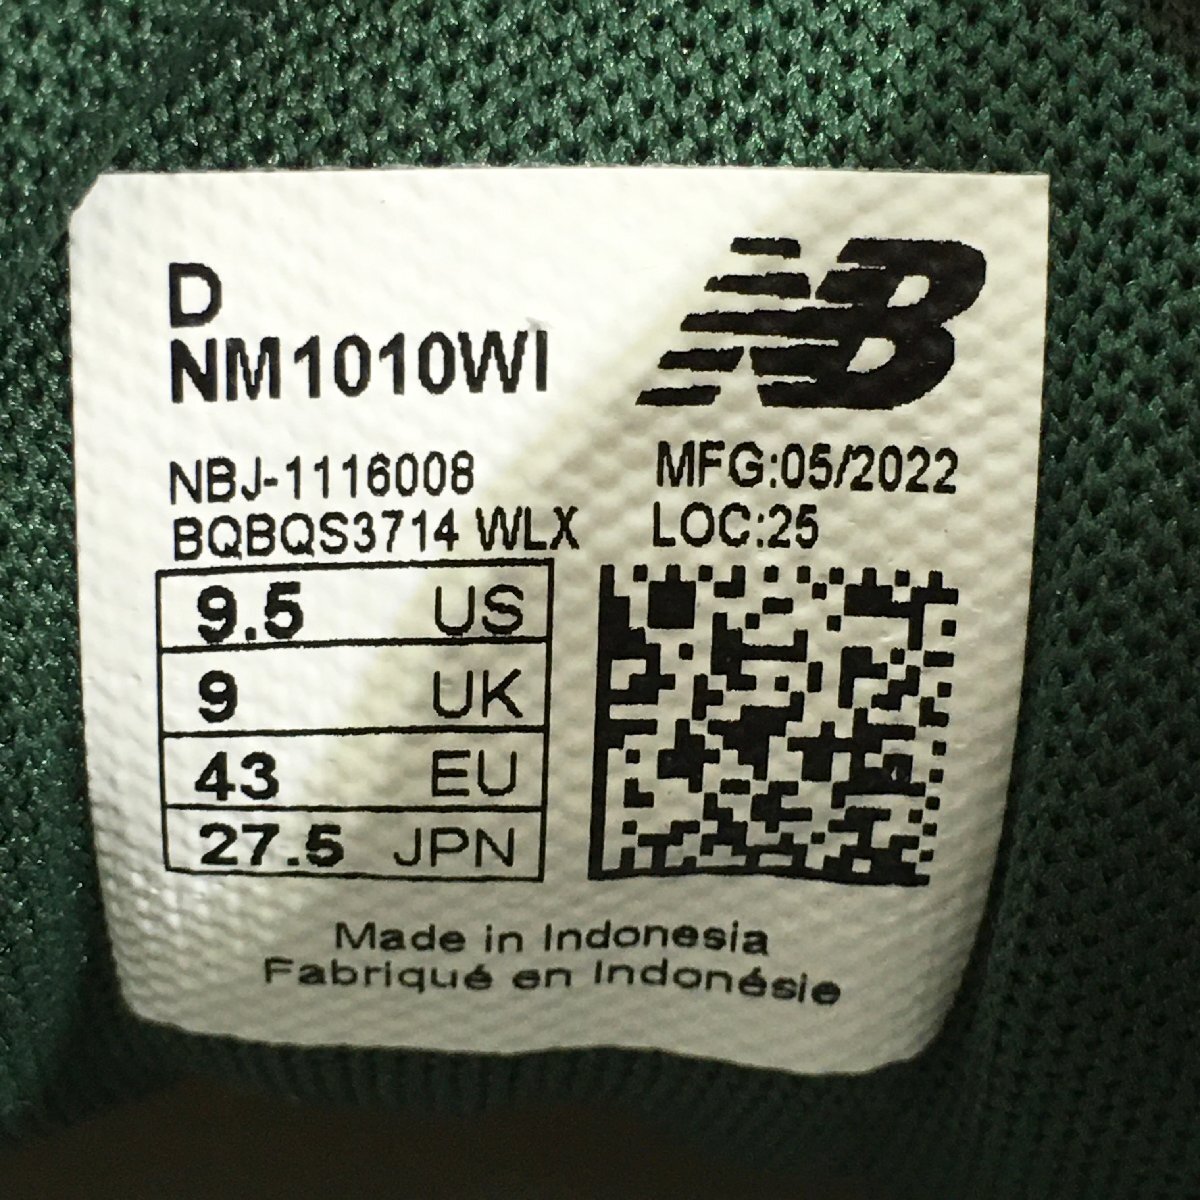 D
NM1010WI
NB
NBJ-1116008
BQBQS3714 WLX
MFG:05/2022
LOC:25
9.5 US
9 UK
43 EU
27.5 JPN
Made in Indonesia
Fabriqué en Indonésie